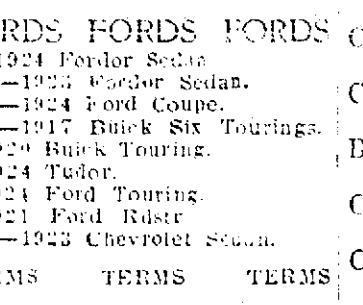 RDS FORDS FORDS
1924 Fordor Sedan
—1923 Fordor Sedan.
—1924 Ford Coupe.
—1917 Buick Six Tourings.
Buick Touring.
24 Tudor.
24 Ford Touring.
21 Ford Rdstr
—1923 Chevrolet Sedan.
MS TERMS TERMS